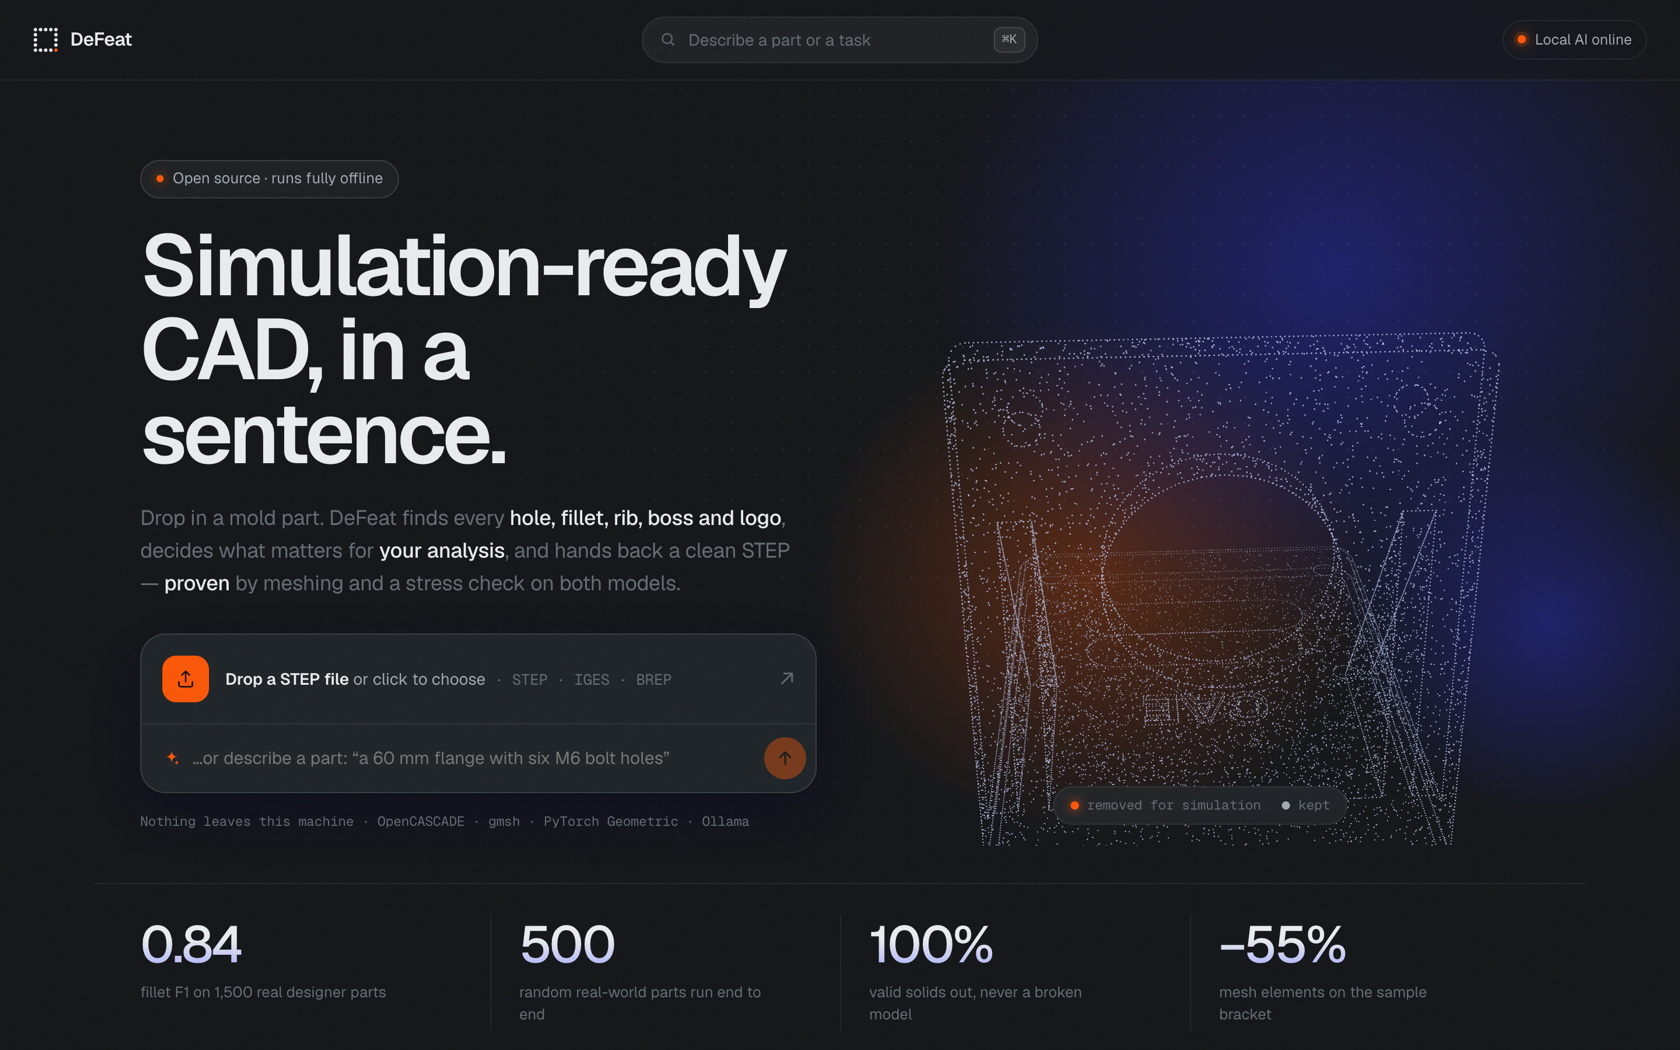 DeFeat
Describe a part or a task
⌘K
Local AI online
Open source · runs fully offline
Simulation-ready
CAD, in a
sentence.
Drop in a mold part. DeFeat finds every hole, fillet, rib, boss and logo,
decides what matters for your analysis, and hands back a clean STEP
— proven by meshing and a stress check on both models.
Drop a STEP file or click to choose · STEP · IGES · BREP
...or describe a part: “a 60 mm flange with six M6 bolt holes”
Nothing leaves this machine · OpenCASCADE · gmsh · PyTorch Geometric · Ollama
removed for simulation
kept
0.84
fillet F1 on 1,500 real designer parts
500
random real-world parts run end to
end
100%
valid solids out, never a broken
model
–55%
mesh elements on the sample
bracket